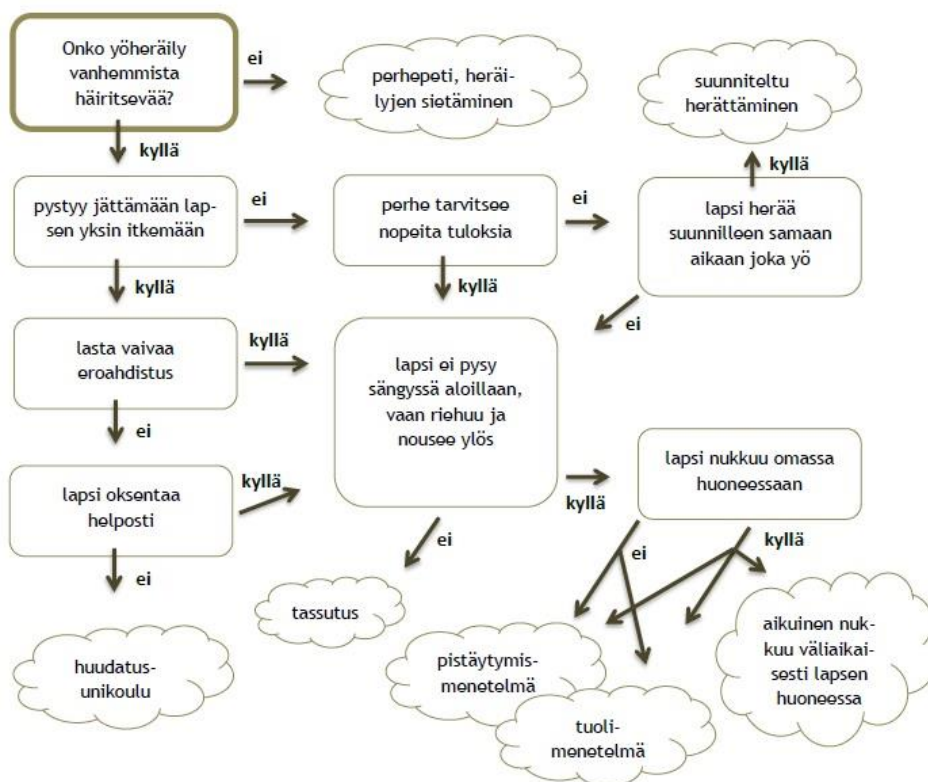 Onko yöheräily
vanhemmista
häiritsevää?
ei
perhepeti, heräi-
lyjen sietäminen
suunniteltu
herättäminen
kyllä
kyllä
pystyy jättämään lap-
sen yksin itkemään
ei
perhe tarvitsee
nopeita tuloksia
ei
lapsi herää
suunnilleen samaan
aikaan joka yö
kyllä
kyllä
ei
lasta vaivaa
eroahdistus
kyllä
lapsi ei pysy
sängyssä aloillaan,
vaan riehuu ja
nousee ylös
ei
lapsi oksentaa
helposti
kyllä
kyllä
lapsi nukkuu omassa
huoneessaan
ei
ei
ei
kyllä
tassutus
huudatus-
unikoulu
pistäytymis-
menetelmä
tuoli-
menetelmä
aikuinen nuk-
kuu väliaikai-
sesti lapsen
huoneessa